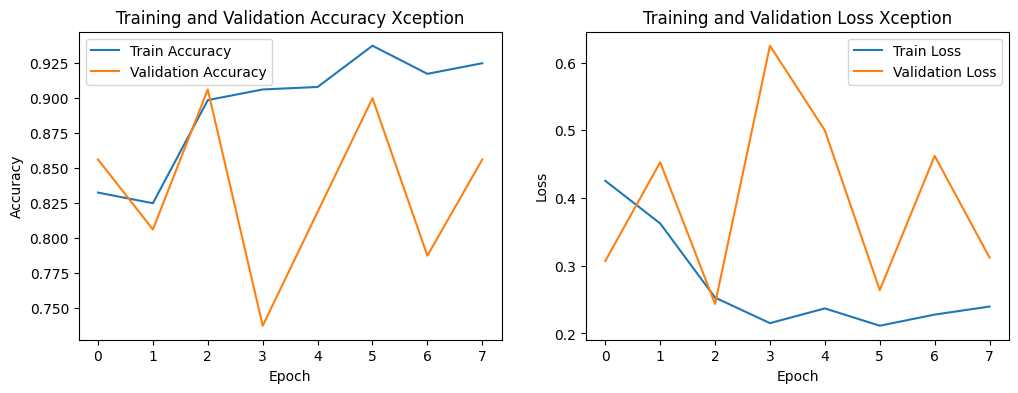 Training and Validation Accuracy Xception
Train Accuracy
Validation Accuracy
0.925
0.900
0.875
0.850
0.825
0.800
0.775
0.750
Accuracy
0 1 2 3 4 5 6 7
Epoch
Training and Validation Loss Xception
Train Loss
Validation Loss
0.6
0.5
0.4
0.3
0.2
Loss
0 1 2 3 4 5 6 7
Epoch